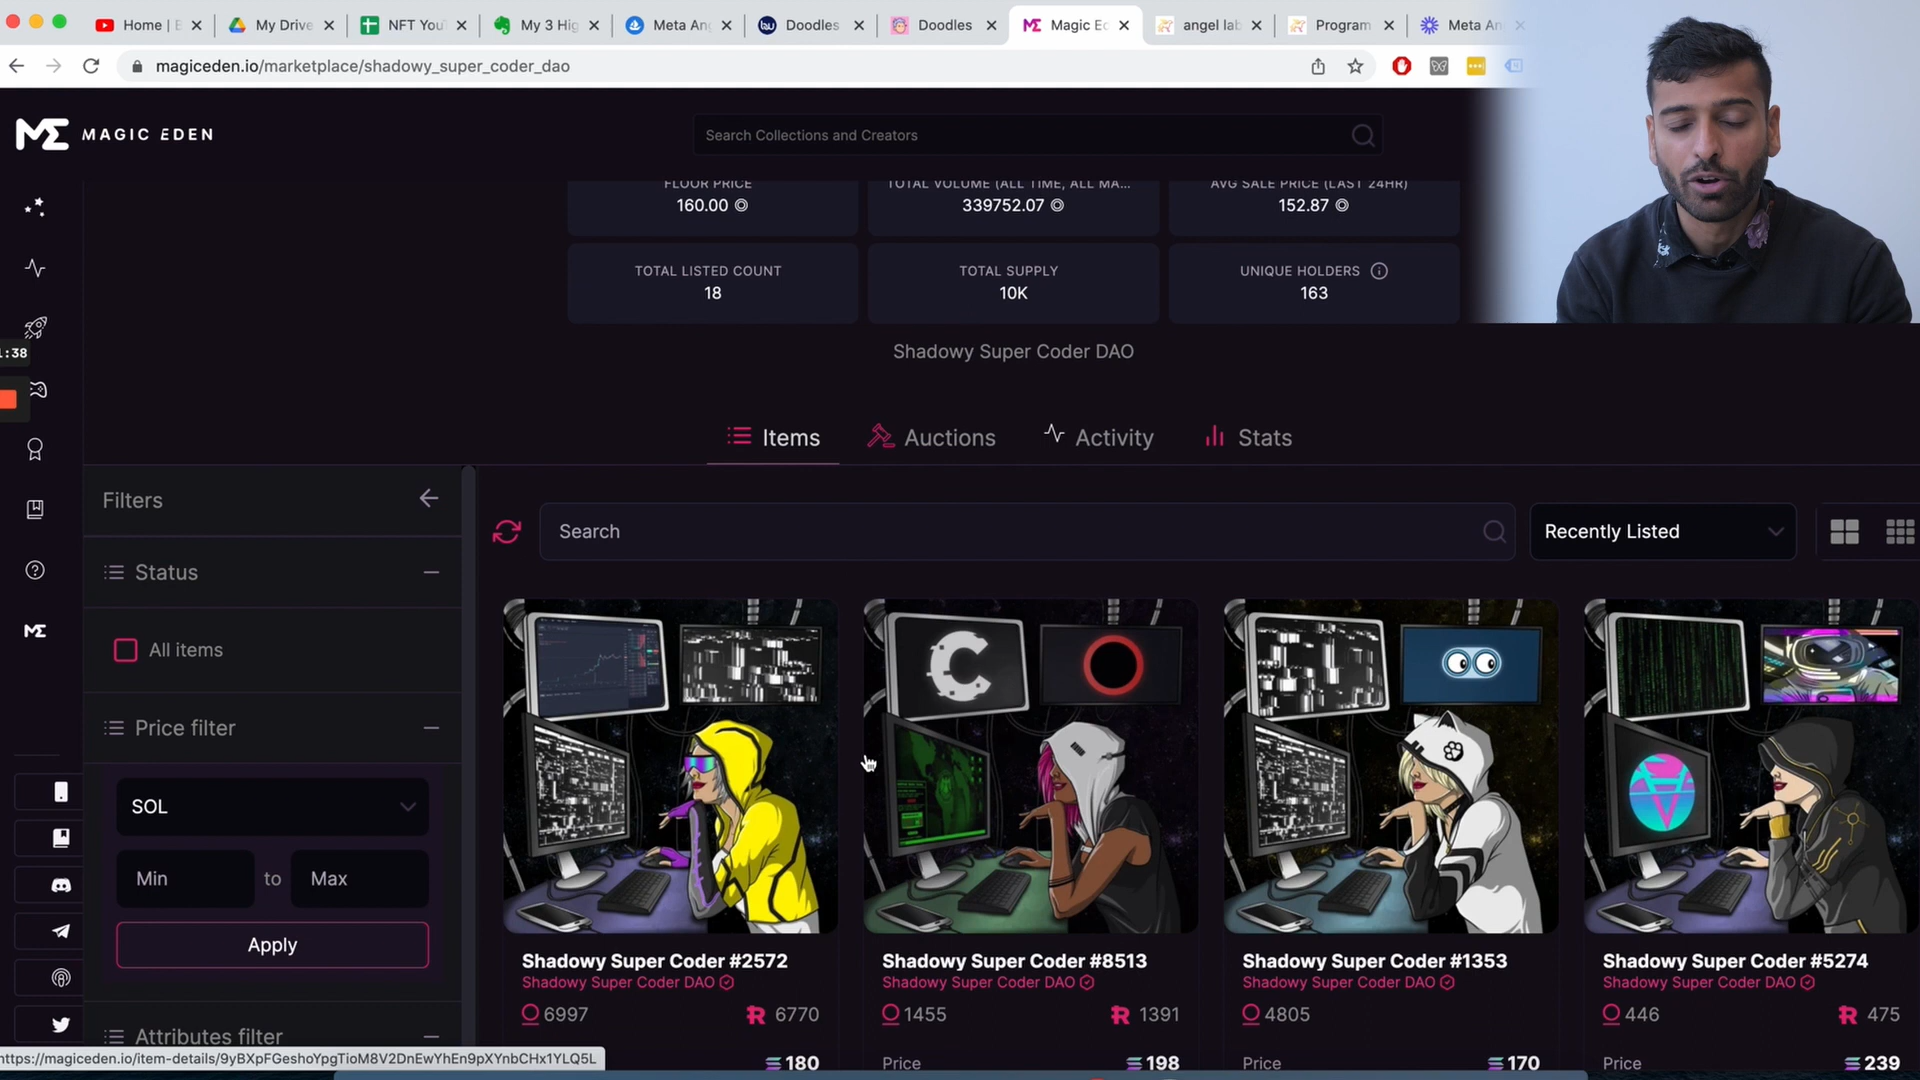 Home | B
My Drive
NFT You
My 3 Hig
Meta Ang
Doodles
Doodles
Magic Ed
angel lab
Program
Meta An
magiceden.io/marketplace/shadowy_super_coder_dao
MAGIC EDEN
Search Collections and Creators
FLOOR PRICE
160.00
TOTAL VOLUME (ALL TIME, ALL MA...
339752.07
AVG SALE PRICE (LAST 24HR)
152.87
TOTAL LISTED COUNT
18
TOTAL SUPPLY
10K
UNIQUE HOLDERS
163
:38
Shadowy Super Coder DAO
Items
Auctions
Activity
Stats
Filters
Search
Recently Listed
Status
All items
Price filter
SOL
Min to Max
Apply
Attributes filter
Shadowy Super Coder #2572
Shadowy Super Coder DAO
6997 6770
180
Shadowy Super Coder #8513
Shadowy Super Coder DAO
1455 1391
Price 198
Shadowy Super Coder #1353
Shadowy Super Coder DAO
4805
Price 170
Shadowy Super Coder #5274
Shadowy Super Coder DAO
446 475
Price 239
https://magiceden.io/item-details/9yBXpFGeshoYpgTioM8V2DnEwYhEn9pXYnbCHx1YLQ5L